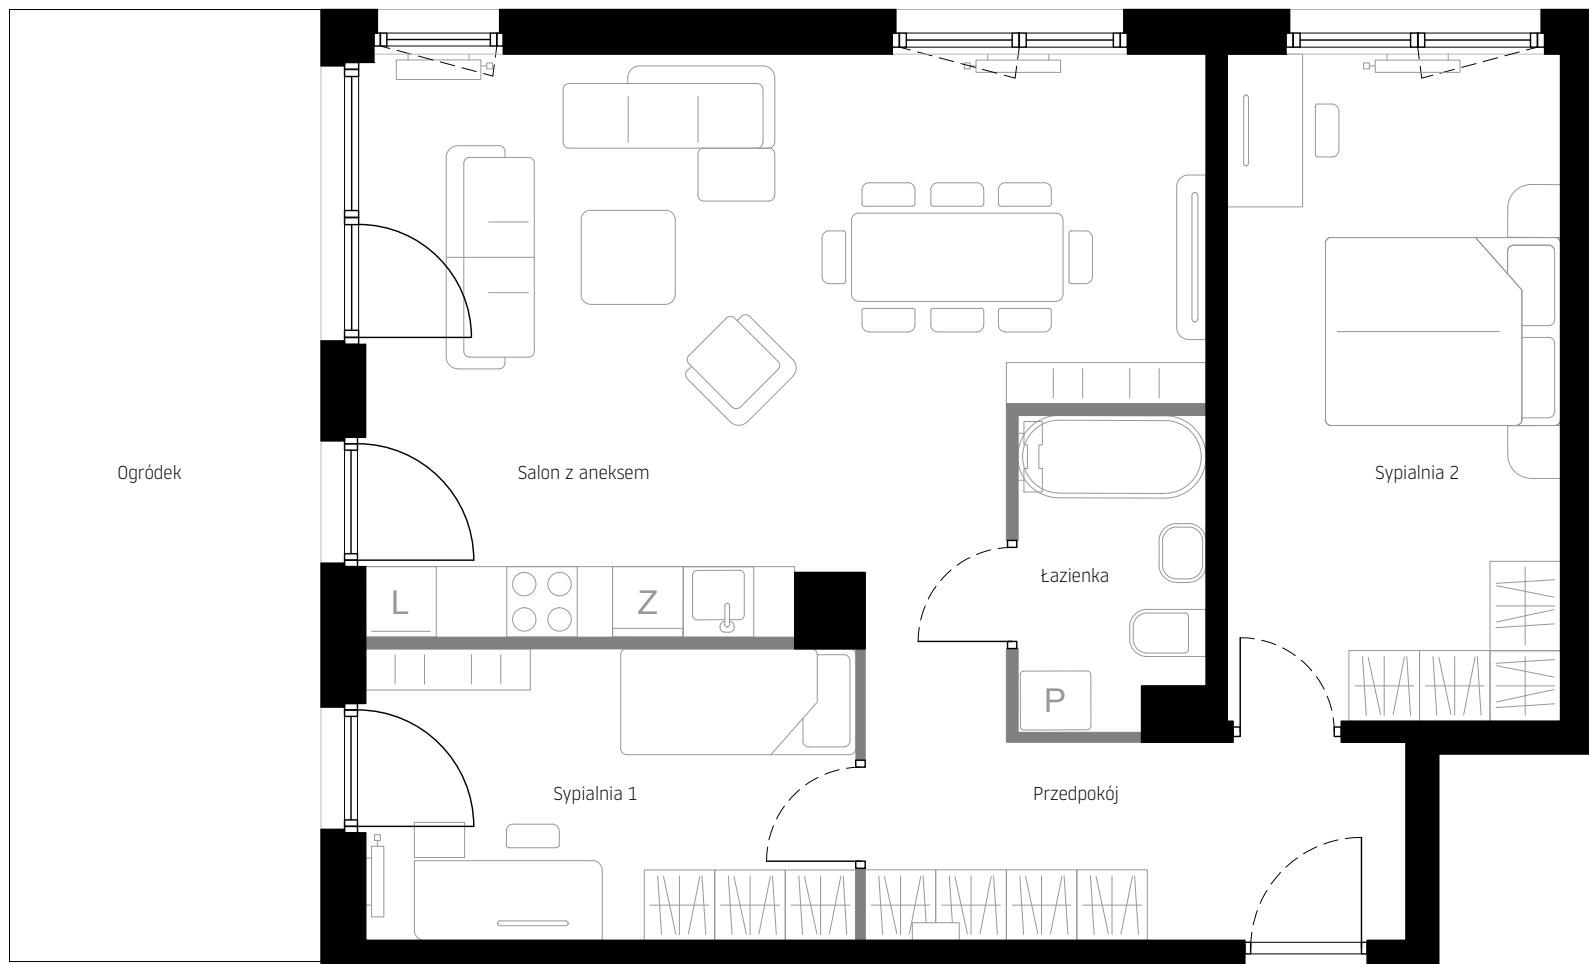 Ogródek
Salon z aneksem
Sypialnia 2
Łazienka
L
Z
P
Sypialnia 1
Przedpokój